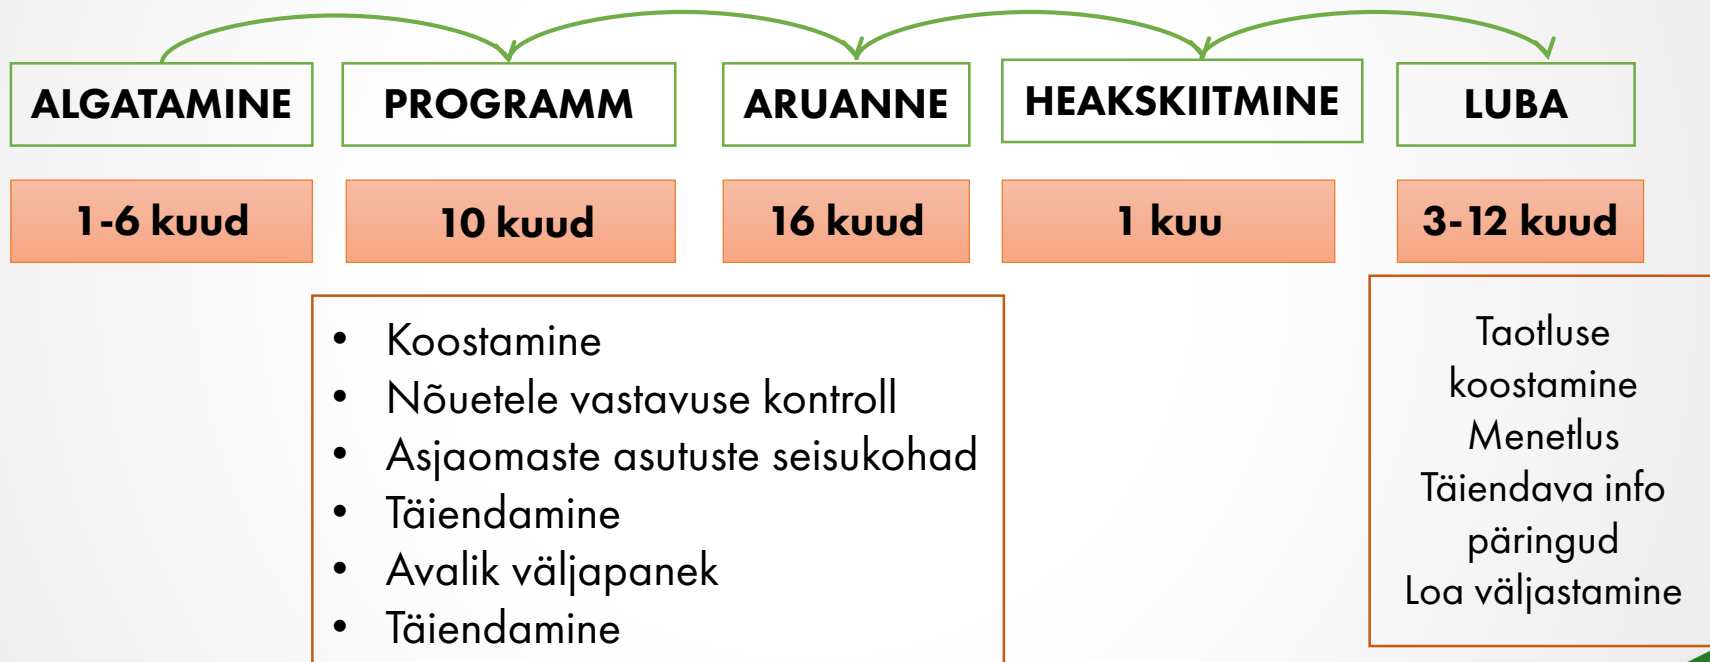 ALGATAMINE
PROGRAMM
ARUANNE
HEAKSKIITMINE
LUBA
1-6 kuud
10 kuud
16 kuud
1 kuu
3-12 kuud
• Koostamine
• Nõuetele vastavuse kontroll
• Asjaomaste asutuste seisukohad
• Täiendamine
• Avalik väljapanek
• Täiendamine
Taotluse
koostamine
Menetlus
Täiendava info
päringud
Loa väljastamine